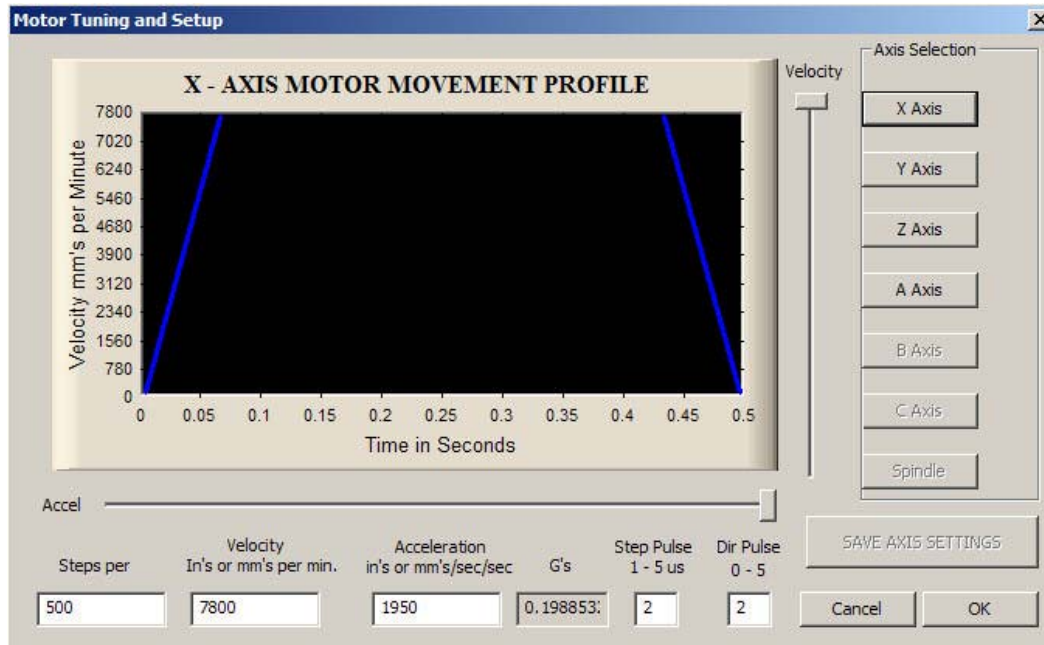 Motor Tuning and Setup
X - AXIS MOTOR MOVEMENT PROFILE
Velocity mm's per Minute
7800
7020
6240
5460
4680
3900
3120
2340
1560
780
0
0 0.05 0.1 0.15 0.2 0.25 0.3 0.35 0.4 0.45 0.5
Time in Seconds
Velocity
Axis Selection
X Axis
Y Axis
Z Axis
A Axis
B Axis
C Axis
Spindle
Accel
Steps per
Velocity
In's or mm's per min.
Acceleration
in's or mm's/sec/sec
G's
Step Pulse
1 - 5 us
Dir Pulse
0 - 5
500
7800
1950
0.1988532
2
2
SAVE AXIS SETTINGS
Cancel
OK